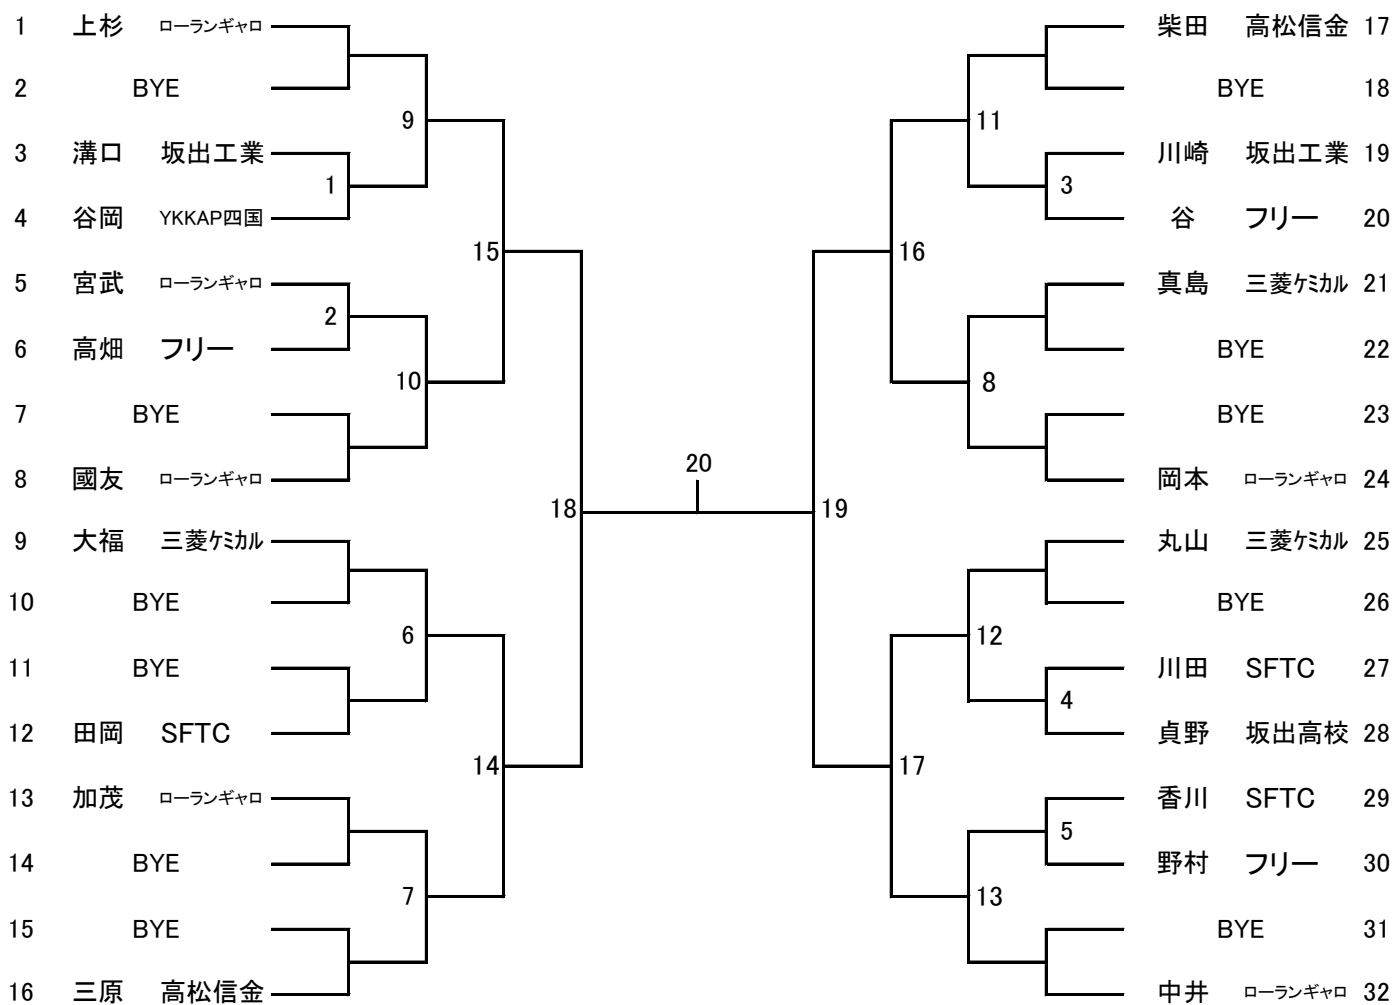 1 上杉 ローランギャロ
2 BYE
9
3 溝口 坂出工業
1
4 谷岡 YKKAP四国
15
5 宮武 ローランギャロ
2
6 高畑 フリー
10
7 BYE
8 國友 ローランギャロ
18
9 大福 三菱ケミカル
10 BYE
6
11 BYE
12 田岡 SFTC
14
13 加茂 ローランギャロ
14 BYE
7
15 BYE
16 三原 高松信金
20
柴田 高松信金 17
BYE 18
11
川崎 坂出工業 19
3
谷 フリー 20
16
真島 三菱ケミカル 21
BYE 22
8
BYE 23
岡本 ローランギャロ 24
19
丸山 三菱ケミカル 25
BYE 26
12
川田 SFTC 27
4
貞野 坂出高校 28
17
香川 SFTC 29
5
野村 フリー 30
13
BYE 31
中井 ローランギャロ 32